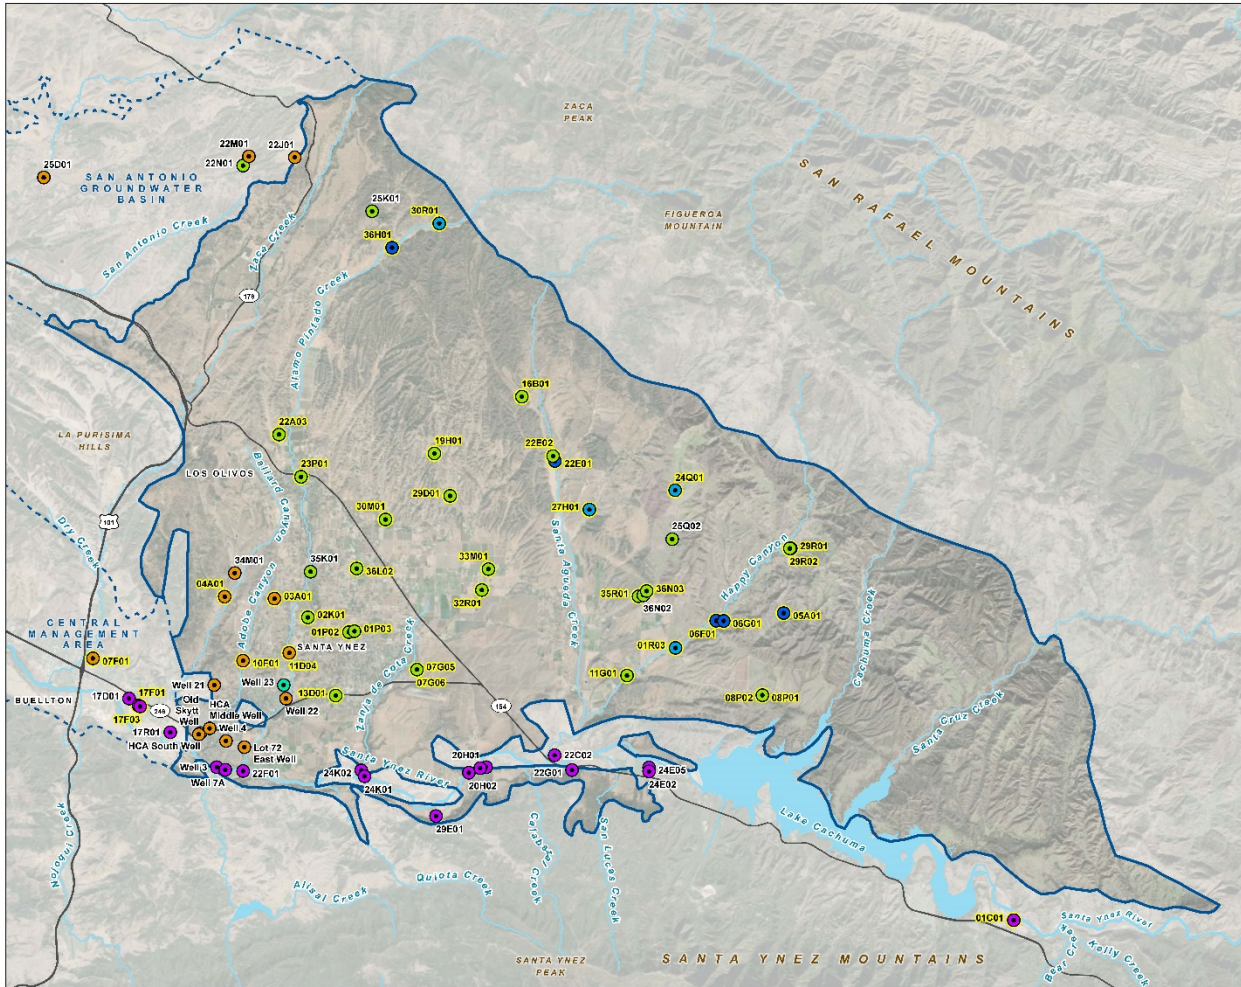 ZACA
PEAK
SAN RAFAEL MOUNTAINS
22M01
22J01
25D01
22N01
SAN ANTONIO
GROUNDWATER
BASIN
25K01
30R01
FIGUEROA
MOUNTAIN
San Antonio Creek
Zaca Creek
36H01
Alamo Pintado Creek
16B01
22A03
LA PURISIMA
HILLS
19H01
22E02
22E01
LOS OLIVOS
23P01
Ballard Canyon
24Q01
29D01
27H01
30M01
101
Dry Creek
Santa Agueda Creek
25Q02
Happy Canyon
29R01
29R02
34M01
35K01
36L02
33M01
04A01
03A01
32R01
35R01
36N03
36N02
Adobe Canyon
02K01
05A01
Cachuma Creek
CENTRAL
MANAGEMENT
AREA
01P02
01P03
06F01
06G01
SANTA YNEZ
01R03
07F01
10F01
11D04
07G05
07G06
11G01
Zanja de Cota Creek
Well 21
Well 23
13D01
08P02
08P01
BUELLTON
17D01
17F01
17F03
246
Old
Skytt
Well
HCA
Middle Well
Well 22
154
Santa Cruz Creek
17R01
Well 4
HCA South Well
Lot 72
East Well
Santa Ynez River
20H01
22C02
Well 3
Well 7A
22F01
24K02
24K01
20H02
22G01
24E05
24E02
Nojoqui Creek
29E01
Calabazal Creek
San Lucas Creek
Lake Cachuma
Alisal Creek
Quiota Creek
01C01
Santa Ynez River
SANTA YNEZ
PEAK
SANTA YNEZ MOUNTAINS
Bear Creek
Kelly Creek